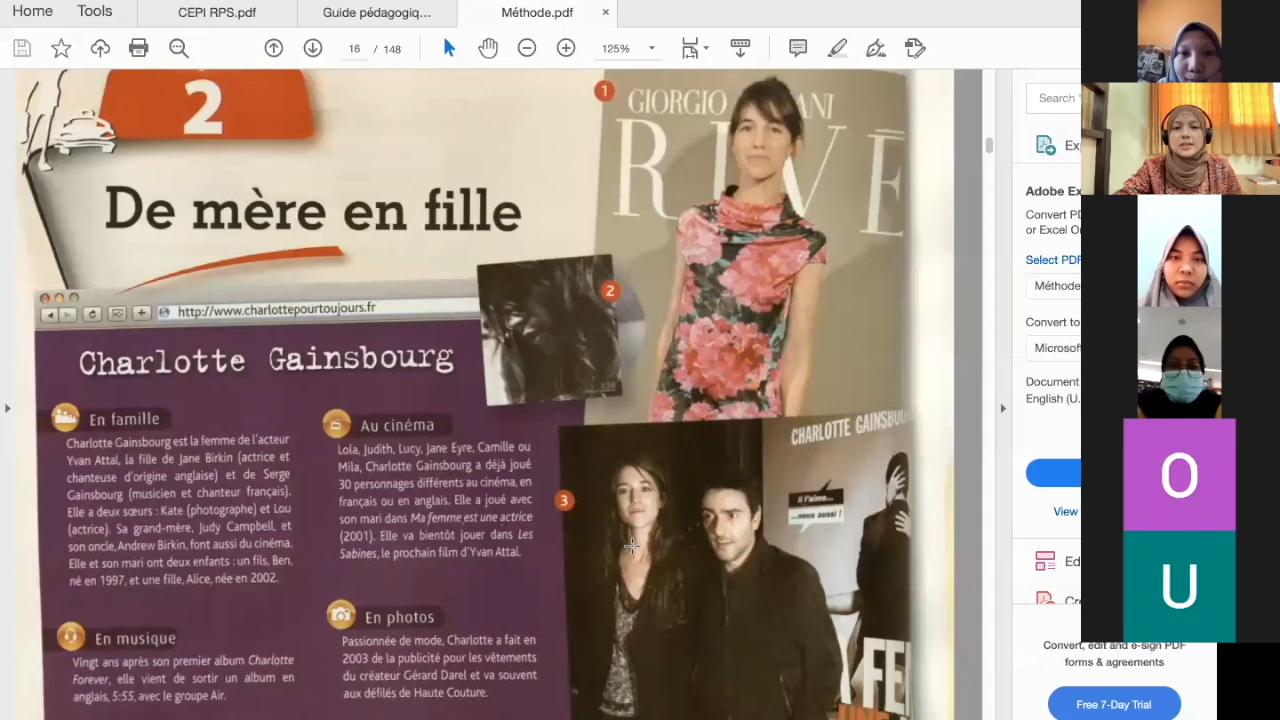 Home Tools CEPI RPS.pdf Guide pédagogiq... Méthode.pdf ×
16 / 148 125%
2
De mère en fille
http://www.charlottepourtoujours.fr
Charlotte Gainsbourg
En famille
Charlotte Gainsbourg est la femme de l'acteur
Yvan Attal, la fille de Jane Birkin (actrice et
chanteuse d'origine anglaise) et de Serge
Gainsbourg (musicien et chanteur français).
Elle a deux sœurs : Kate (photographe) et Lou
(actrice). Sa grand-mère, Judy Campbell, et
son oncle, Andrew Birkin, font aussi du cinéma.
Elle et son mari ont deux enfants : un fils, Ben,
né en 1997, et une fille, Alice, née en 2002.
En musique
Vingt ans après son premier album Charlotte
Forever, elle vient de sortir un album en
anglais, 5:55, avec le groupe Air.
Au cinéma
Lola, Judith, Lucy, Jane Eyre, Camille ou
Mila, Charlotte Gainsbourg a déjà joué
30 personnages différents au cinéma, en
français ou en anglais. Elle a joué avec
son mari dans Ma femme est une actrice
(2001). Elle va bientôt jouer dans Les
Sabines, le prochain film d'Yvan Attal.
En photos
Passionnée de mode, Charlotte a fait en
2003 de la publicité pour les vêtements
du créateur Gérard Darel et va souvent
aux défilés de Haute Couture.
1
GIORGIO ANI
R I V E
2
3
CHARLOTTE GAINSBOU
il l'aime...
...nous aussi !
FE
Search
Exp
Adobe Ex
Convert PD
or Excel On
Select PDF
Méthode
Convert to
Microsof
Document
English (U.
View
Ed
Cr
Convert, edit and e-sign PDF
forms & agreements
Free 7-Day Trial
O
U